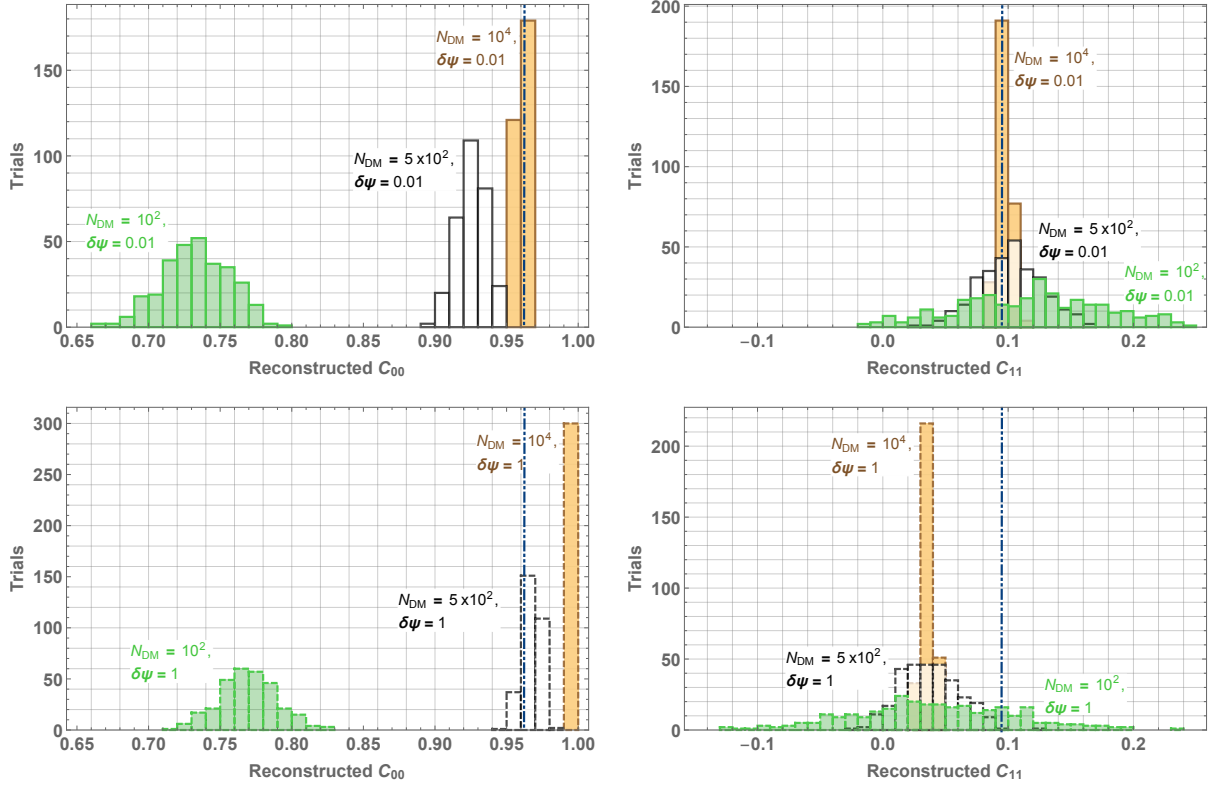 N_DM = 10^4,
δψ = 0.01
N_DM = 5 x10^2,
δψ = 0.01
N_DM = 10^2,
δψ = 0.01
Trials
150
100
50
0
0.65 0.70 0.75 0.80 0.85 0.90 0.95 1.00
Reconstructed C_00
N_DM = 10^4,
δψ = 0.01
N_DM = 5 x10^2,
δψ = 0.01
N_DM = 10^2,
δψ = 0.01
Trials
200
150
100
50
0
−0.1 0.0 0.1 0.2
Reconstructed C_11
N_DM = 10^4,
δψ = 1
N_DM = 5 x10^2,
δψ = 1
N_DM = 10^2,
δψ = 1
Trials
300
250
200
150
100
50
0
0.65 0.70 0.75 0.80 0.85 0.90 0.95 1.00
Reconstructed C_00
N_DM = 10^4,
δψ = 1
N_DM = 5 x10^2,
δψ = 1
N_DM = 10^2,
δψ = 1
Trials
200
150
100
50
0
−0.1 0.0 0.1 0.2
Reconstructed C_11